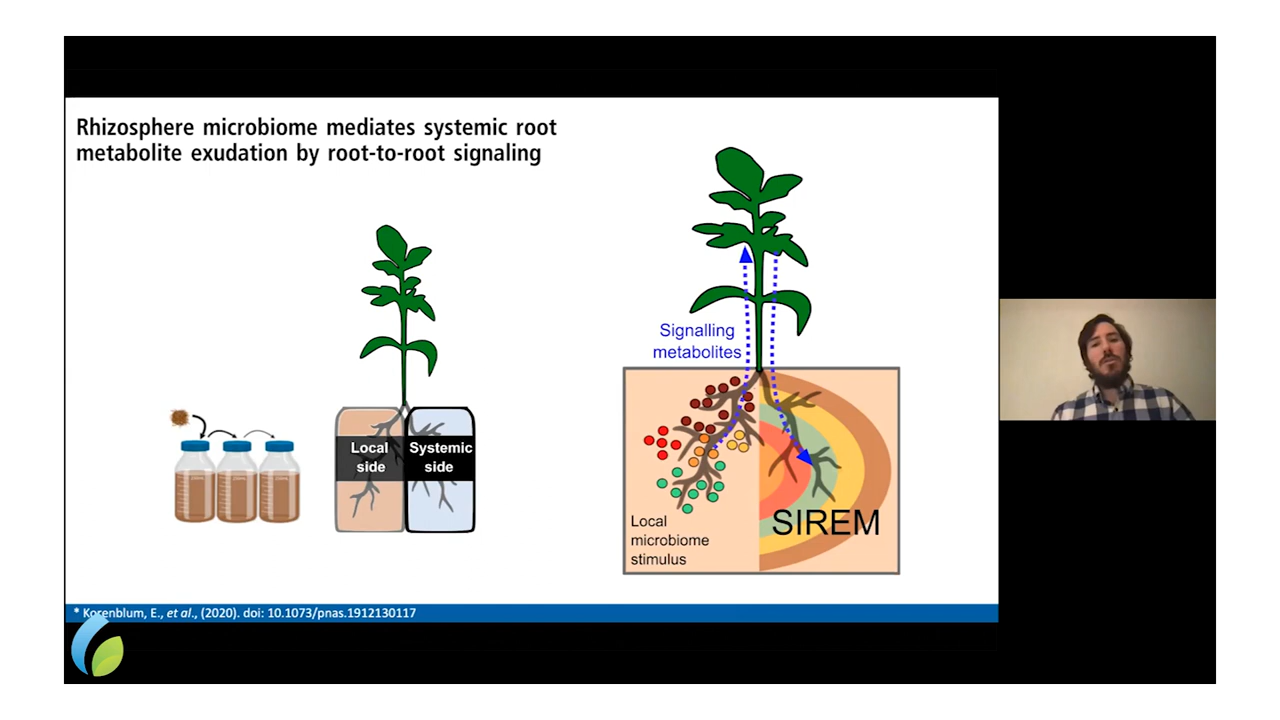 Rhizosphere microbiome mediates systemic root
metabolite exudation by root-to-root signaling
Local
side
Systemic
side
Signalling
metabolites
Local
microbiome
stimulus
SIREM
* Korenblum, E., et al., (2020). doi: 10.1073/pnas.1912130117